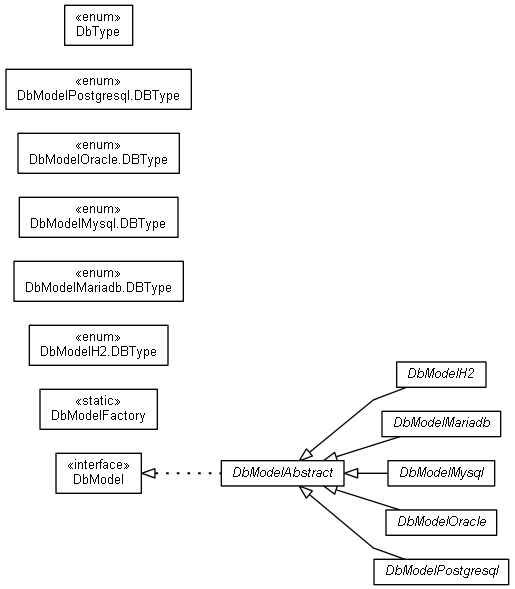 «enum»
DbType
«enum»
DbModelPostgresql.DBType
«enum»
DbModelOracle.DBType
«enum»
DbModelMysql.DBType
«enum»
DbModelMariadb.DBType
«enum»
DbModelH2.DBType
«static»
DbModelFactory
«interface»
DbModel
DbModelAbstract
DbModelH2
DbModelMariadb
DbModelMysql
DbModelOracle
DbModelPostgresql